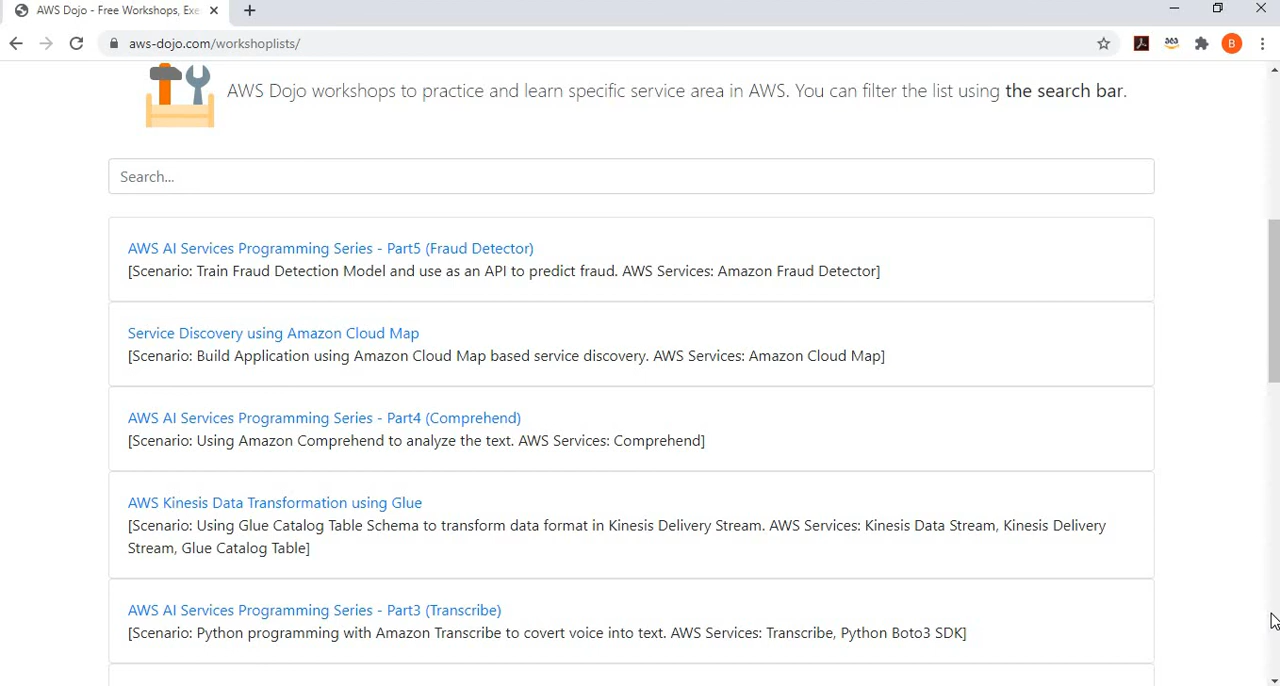 AWS Dojo - Free Workshops, Exe
aws-dojo.com/workshoplists/
B
AWS Dojo workshops to practice and learn specific service area in AWS. You can filter the list using the search bar.
Search...
AWS AI Services Programming Series - Part5 (Fraud Detector)
[Scenario: Train Fraud Detection Model and use as an API to predict fraud. AWS Services: Amazon Fraud Detector]
Service Discovery using Amazon Cloud Map
[Scenario: Build Application using Amazon Cloud Map based service discovery. AWS Services: Amazon Cloud Map]
AWS AI Services Programming Series - Part4 (Comprehend)
[Scenario: Using Amazon Comprehend to analyze the text. AWS Services: Comprehend]
AWS Kinesis Data Transformation using Glue
[Scenario: Using Glue Catalog Table Schema to transform data format in Kinesis Delivery Stream. AWS Services: Kinesis Data Stream, Kinesis Delivery
Stream, Glue Catalog Table]
AWS AI Services Programming Series - Part3 (Transcribe)
[Scenario: Python programming with Amazon Transcribe to covert voice into text. AWS Services: Transcribe, Python Boto3 SDK]